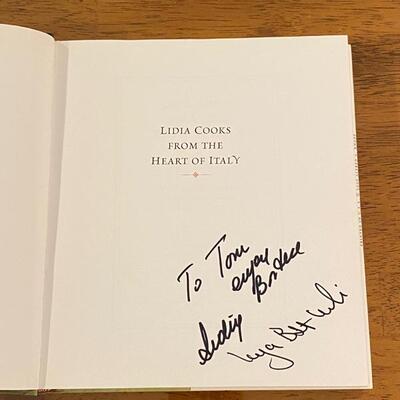 LIDIA COOKS
FROM THE
HEART OF ITALY
To Tom
enjoy
Lidia